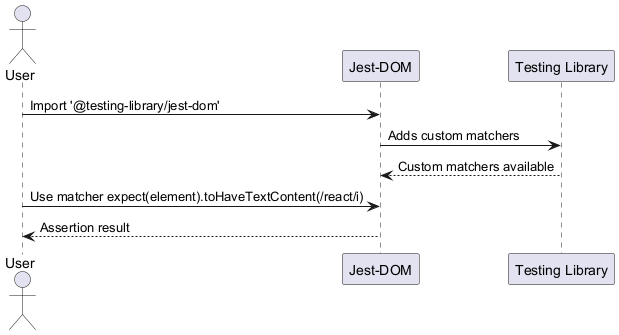 User
Jest-DOM
Testing Library
Import '@testing-library/jest-dom'
Adds custom matchers
Custom matchers available
Use matcher expect(element).toHaveTextContent(/react/i)
Assertion result
User
Jest-DOM
Testing Library